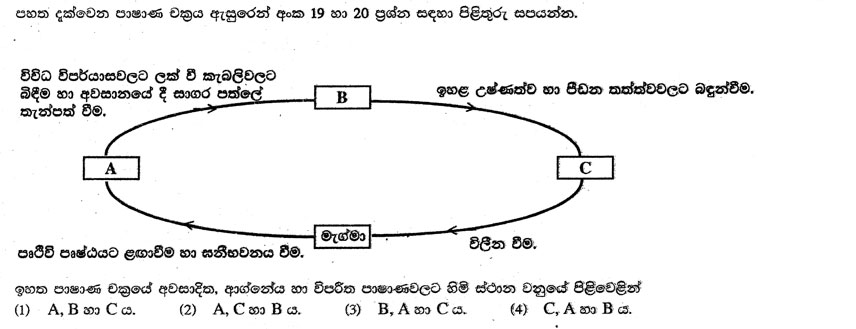 පහත දැක්වෙන පාෂාණ චක්‍රය ඇසුරෙන් අංක 19 හා 20 ප්‍රශ්න සඳහා පිළිතුරු සපයන්න.
විවිධ විපර්යාසවලට ලක් වී කැබලිවලට
බිඳීම හා අවසානයේ දී සාගර පත්ලේ
තැන්පත් වීම.
B
ඉහළ උෂ්ණත්ව හා පීඩන තත්ත්වවලට බඳුන්වීම.
A
C
මැග්මා
විලීන වීම.
පෘථිවි පෘෂ්ඨයට ළඟාවීම හා ඝනීභවනය වීම.
ඉහත පාෂාණ චක්‍රයේ අවසාදිත, ආග්නේය හා විපරීත පාෂාණවලට හිමි ස්ථාන වනුයේ පිළිවෙළින්
(1) A, B හා C ය. (2) A, C හා B ය. (3) B, A හා C ය. (4) C, A හා B ය.